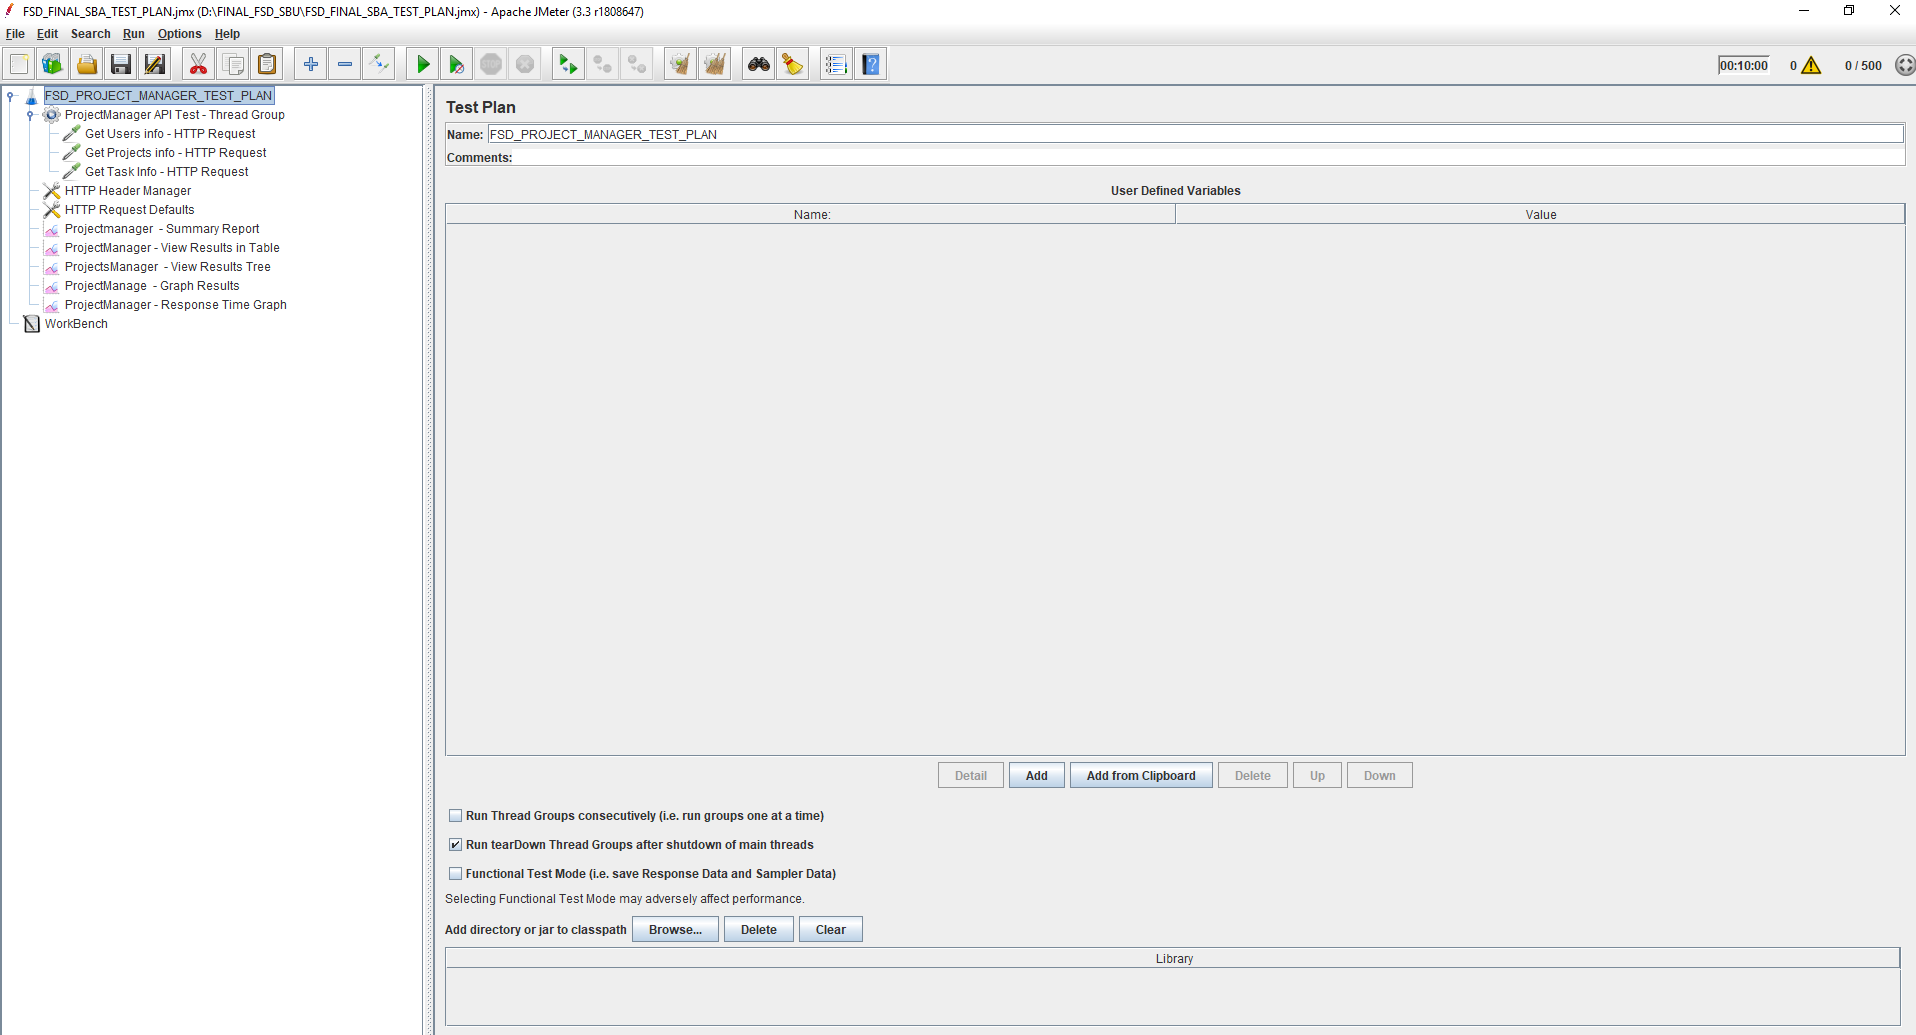 FSD_FINAL_SBA_TEST_PLAN.jmx (D:\FINAL_FSD_SBU\FSD_FINAL_SBA_TEST_PLAN.jmx) - Apache JMeter (3.3 r1808647)
File Edit Search Run Options Help
STOP
00:10:00 0 0 / 500
FSD_PROJECT_MANAGER_TEST_PLAN
ProjectManager API Test - Thread Group
Get Users info - HTTP Request
Get Projects info - HTTP Request
Get Task Info - HTTP Request
HTTP Header Manager
HTTP Request Defaults
Projectmanager - Summary Report
ProjectManager - View Results in Table
ProjectsManager - View Results Tree
ProjectManage - Graph Results
ProjectManager - Response Time Graph
WorkBench
Test Plan
Name: FSD_PROJECT_MANAGER_TEST_PLAN
Comments:
User Defined Variables
Name: Value
Detail Add Add from Clipboard Delete Up Down
Run Thread Groups consecutively (i.e. run groups one at a time)
Run tearDown Thread Groups after shutdown of main threads
Functional Test Mode (i.e. save Response Data and Sampler Data)
Selecting Functional Test Mode may adversely affect performance.
Add directory or jar to classpath Browse... Delete Clear
Library